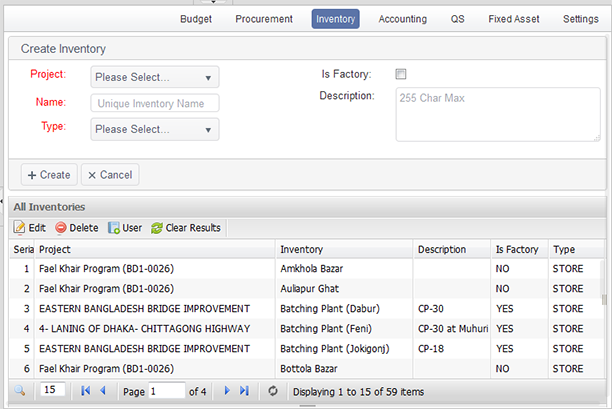 Budget Procurement Inventory Accounting QS Fixed Asset Settings
Create Inventory
Project: Please Select... Is Factory:
Name: Unique Inventory Name Description: 255 Char Max
Type: Please Select...
+ Create × Cancel
All Inventories
Edit Delete User Clear Results
Seria Project Inventory Description Is Factory Type
1 Fael Khair Program (BD1-0026) Amkhola Bazar NO STORE
2 Fael Khair Program (BD1-0026) Aulapur Ghat NO STORE
3 EASTERN BANGLADESH BRIDGE IMPROVEMENT Batching Plant (Dabur) CP-30 YES STORE
4 4- LANING OF DHAKA- CHITTAGONG HIGHWAY Batching Plant (Feni) CP-30 at Muhuri YES STORE
5 EASTERN BANGLADESH BRIDGE IMPROVEMENT Batching Plant (Jokigonj) CP-18 YES STORE
6 Fael Khair Program (BD1-0026) Bottola Bazar NO STORE
15 Page 1 of 4 Displaying 1 to 15 of 59 items